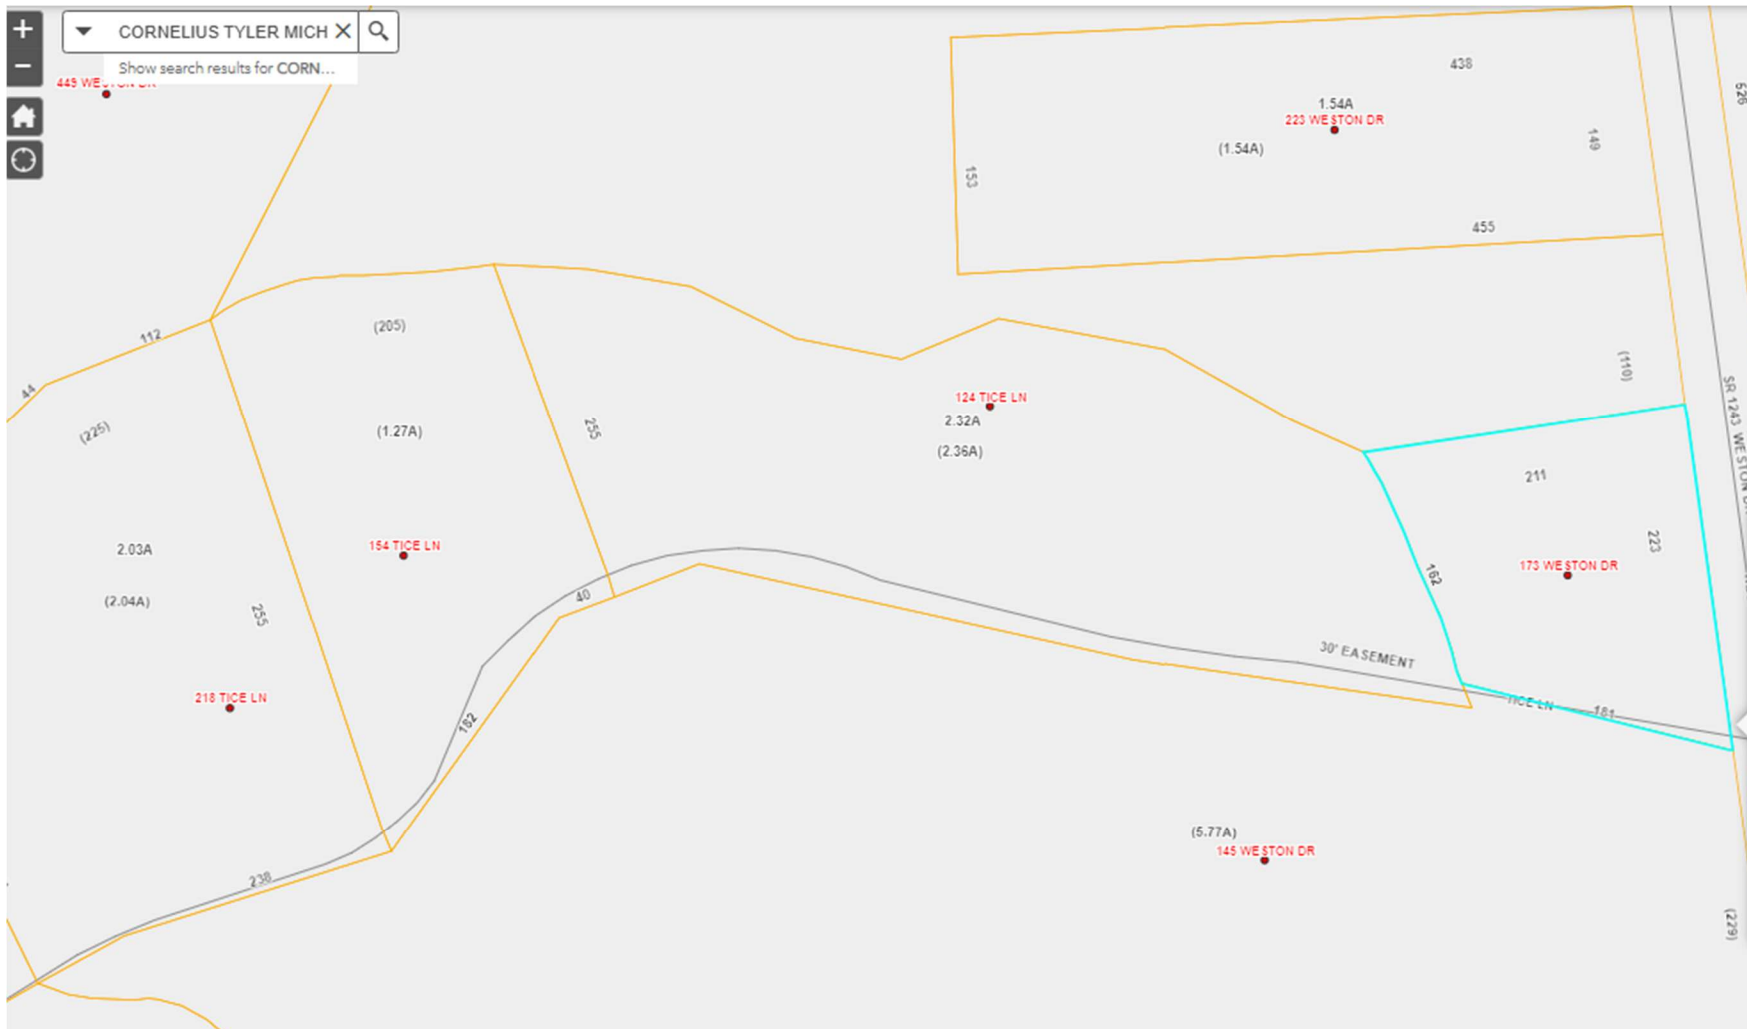 +
CORNELIUS TYLER MICH
−
Show search results for CORN...
438
526
449 WESTON DR
1.54A
223 WESTON DR
(1.54A)
149
153
455
(205)
112
(110)
44
SR 1243 WESTON
124 TICE LN
2.32A
(225)
(1.27A)
255
(2.36A)
211
223
154 TICE LN
2.03A
173 WESTON DR
162
40
(2.04A)
255
30' EASEMENT
218 TICE LN
TICE LN
181
182
(5.77A)
145 WESTON DR
238
(229)